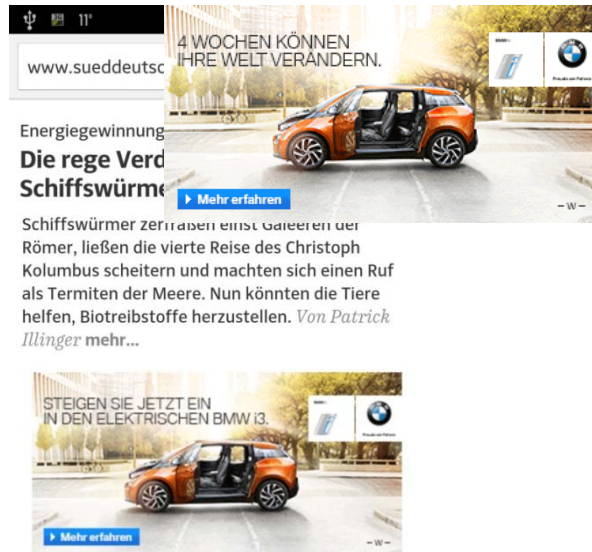 11°
4 WOCHEN KÖNNEN
IHRE WELT VERÄNDERN.
www.sueddeutsc
Energiegewinnung
Die rege Verd
Schiffswürme
Mehr erfahren
– W –
Schiffswürmer zerfraßen einst Galeeren der
Römer, ließen die vierte Reise des Christoph
Kolumbus scheitern und machten sich einen Ruf
als Termiten der Meere. Nun könnten die Tiere
helfen, Biotreibstoffe herzustellen. Von Patrick
Illinger mehr...
STEIGEN SIE JETZT EIN
IN DEN ELEKTRISCHEN BMW i3.
Mehr erfahren
– W –